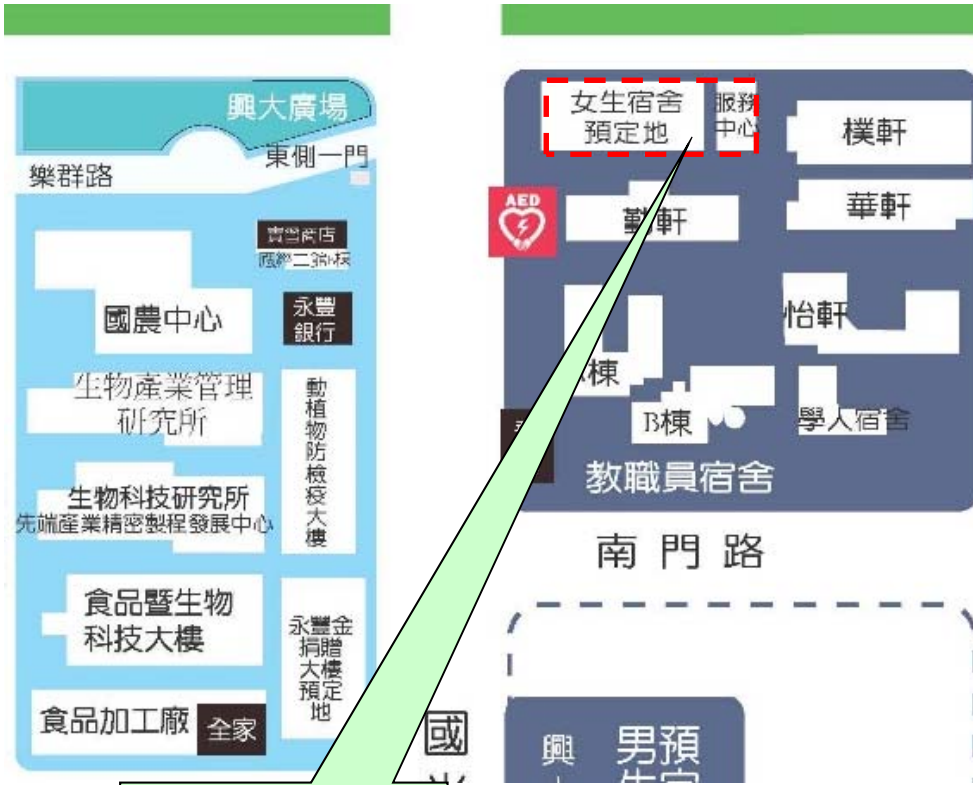 興大廣場
東側一門
樂群路
實習商店
國農中心
永豐
銀行
生物產業管理
研究所
動植物防檢疫大樓
生物科技研究所
先端產業精密製程發展中心
食品暨生物
科技大樓
永豐金
捐贈
大樓
預定
地
食品加工廠
全家
女生宿舍
預定地
服務
中心
樸軒
AED
勤軒
華軒
怡軒
棟
B棟
學人宿舍
教職員宿舍
南門路
國
興
男預